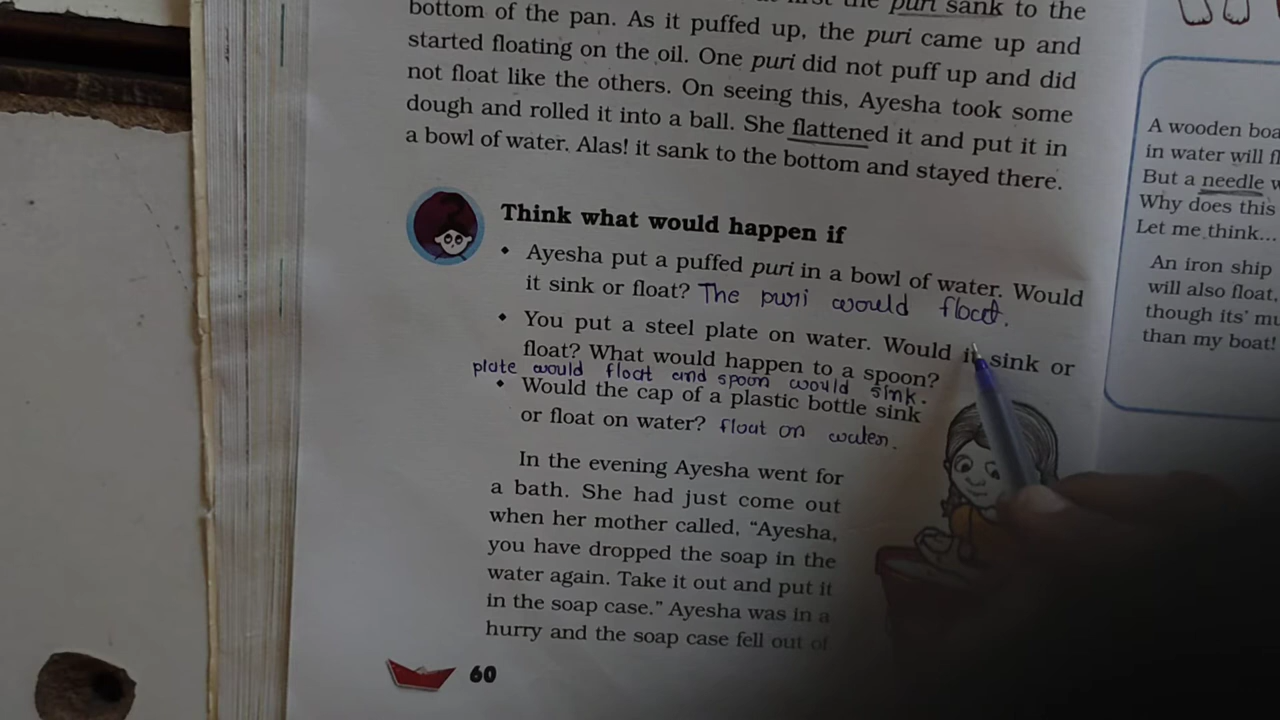 the puri sank to the
bottom of the pan. As it puffed up, the puri came up and
started floating on the oil. One puri did not puff up and did
not float like the others. On seeing this, Ayesha took some
dough and rolled it into a ball. She flattened it and put it in
a bowl of water. Alas! it sank to the bottom and stayed there.
Think what would happen if
• Ayesha put a puffed puri in a bowl of water. Would
it sink or float? The puri would float.
• You put a steel plate on water. Would it sink or
float? What would happen to a spoon?
plate would float and spoon would sink.
• Would the cap of a plastic bottle sink
or float on water? float on water.
In the evening Ayesha went for
a bath. She had just come out
when her mother called, “Ayesha,
you have dropped the soap in the
water again. Take it out and put it
in the soap case.” Ayesha was in a
hurry and the soap case fell out of
60
A wooden
in water will
But a needle
Why does this
Let me think...
An iron ship
will also float,
though its'
than my boat!